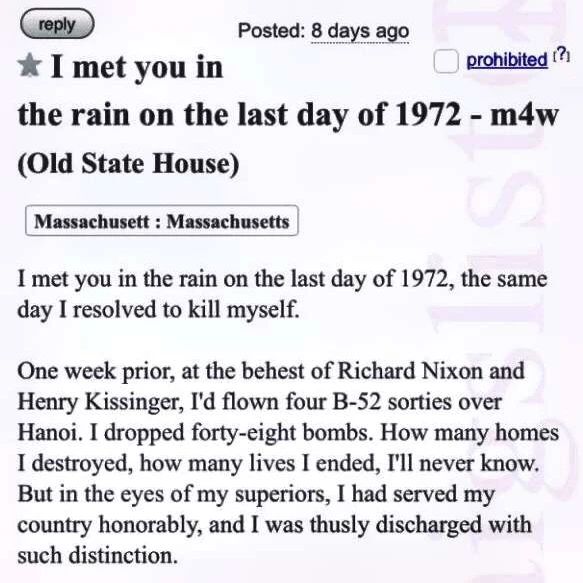 reply
Posted: 8 days ago
prohibited [?]
★ I met you in
the rain on the last day of 1972 - m4w
(Old State House)
Massachusett : Massachusetts
I met you in the rain on the last day of 1972, the same
day I resolved to kill myself.
One week prior, at the behest of Richard Nixon and
Henry Kissinger, I'd flown four B-52 sorties over
Hanoi. I dropped forty-eight bombs. How many homes
I destroyed, how many lives I ended, I'll never know.
But in the eyes of my superiors, I had served my
country honorably, and I was thusly discharged with
such distinction.